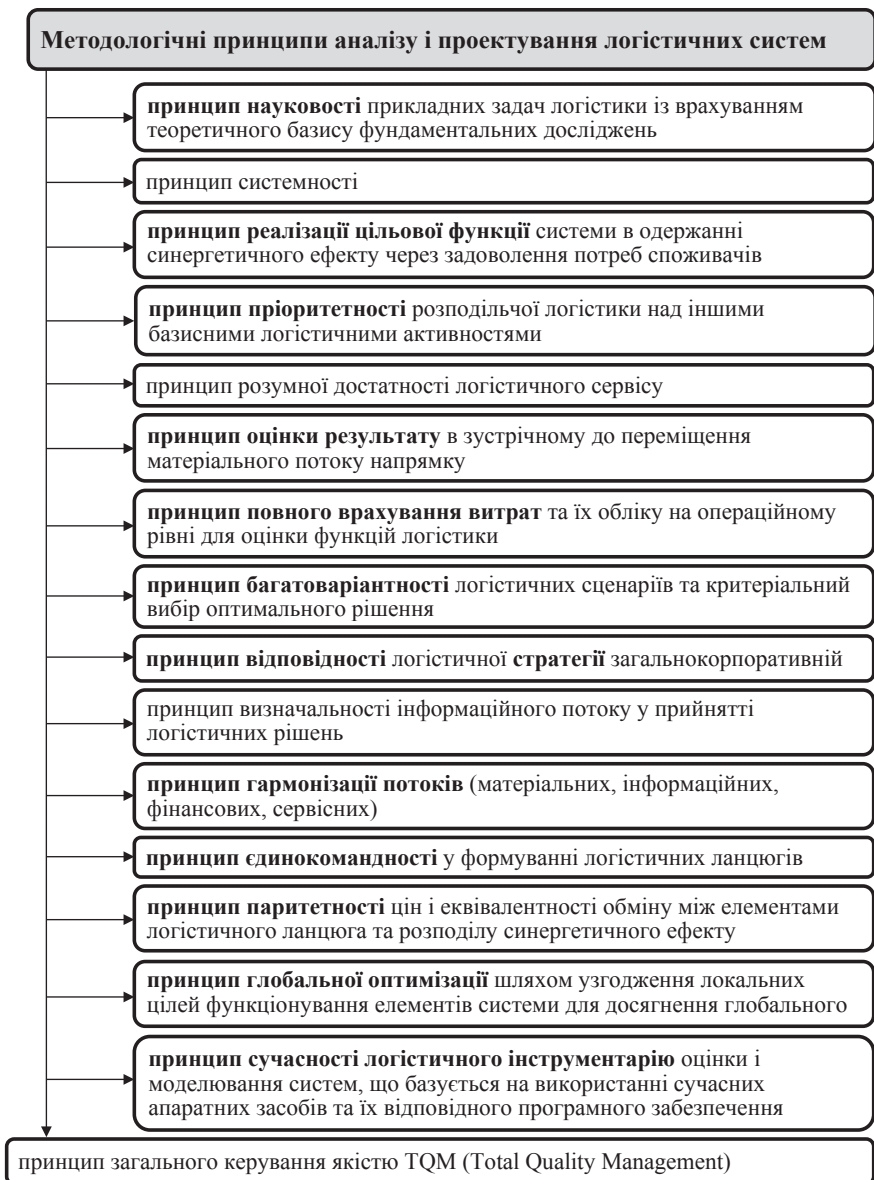 Методологічні принципи аналізу і проектування логістичних систем
принцип науковості прикладних задач логістики із врахуванням
теоретичного базису фундаментальних досліджень
принцип системності
принцип реалізації цільової функції системи в одержанні
синергетичного ефекту через задоволення потреб споживачів
принцип пріоритетності розподільчої логістики над іншими
базисними логістичними активностями
принцип розумної достатності логістичного сервісу
принцип оцінки результату в зустрічному до переміщення
матеріального потоку напрямку
принцип повного врахування витрат та їх обліку на операційному
рівні для оцінки функцій логістики
принцип багатоваріантності логістичних сценаріїв та критеріальний
вибір оптимального рішення
принцип відповідності логістичної стратегії загальнокорпоративній
принцип визначальності інформаційного потоку у прийнятті
логістичних рішень
принцип гармонізації потоків (матеріальних, інформаційних,
фінансових, сервісних)
принцип єдинокомандності у формуванні логістичних ланцюгів
принцип паритетності цін і еквівалентності обміну між елементами
логістичного ланцюга та розподілу синергетичного ефекту
принцип глобальної оптимізації шляхом узгодження локальних
цілей функціонування елементів системи для досягнення глобального
принцип сучасності логістичного інструментарію оцінки і
моделювання систем, що базується на використанні сучасних
апаратних засобів та їх відповідного програмного забезпечення
принцип загального керування якістю TQM (Total Quality Management)